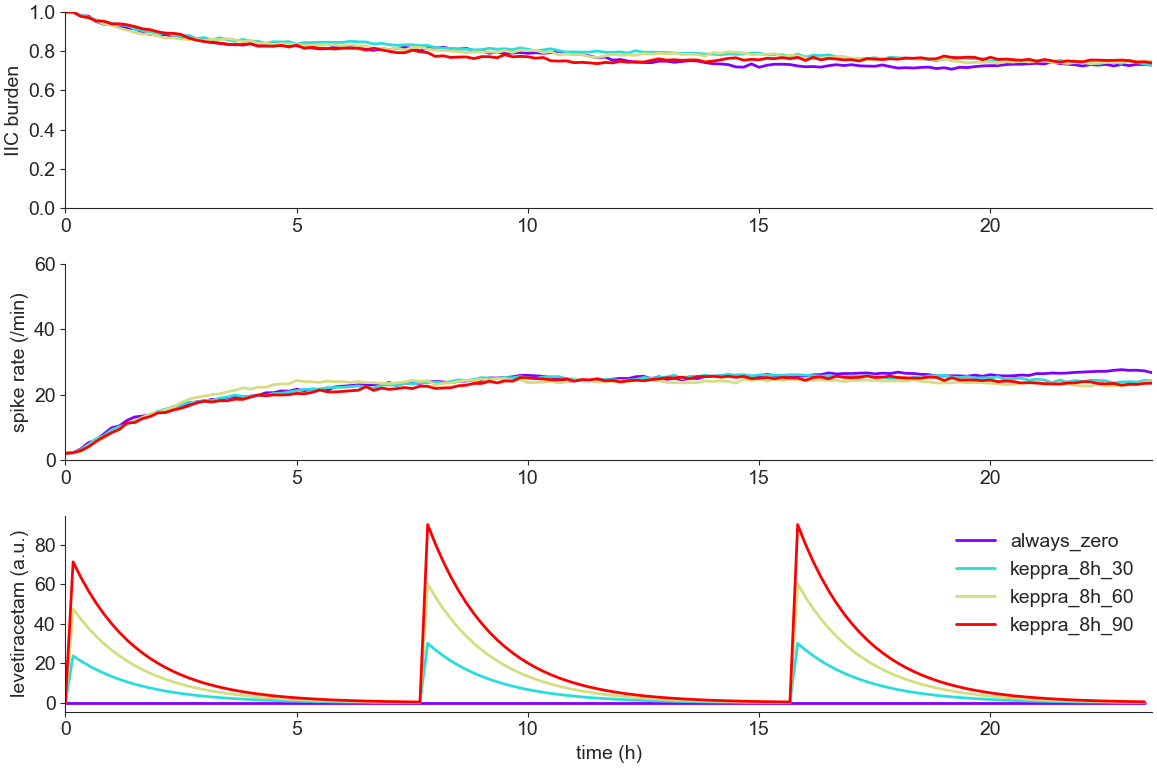 1.0
0.8
0.6
0.4
0.2
0.0
IIC burden
0 5 10 15 20
60
40
20
0
spike rate (/min)
0 5 10 15 20
80
60
40
20
0
levetiracetam (a.u.)
always_zero
keppra_8h_30
keppra_8h_60
keppra_8h_90
0 5 10 15 20
time (h)